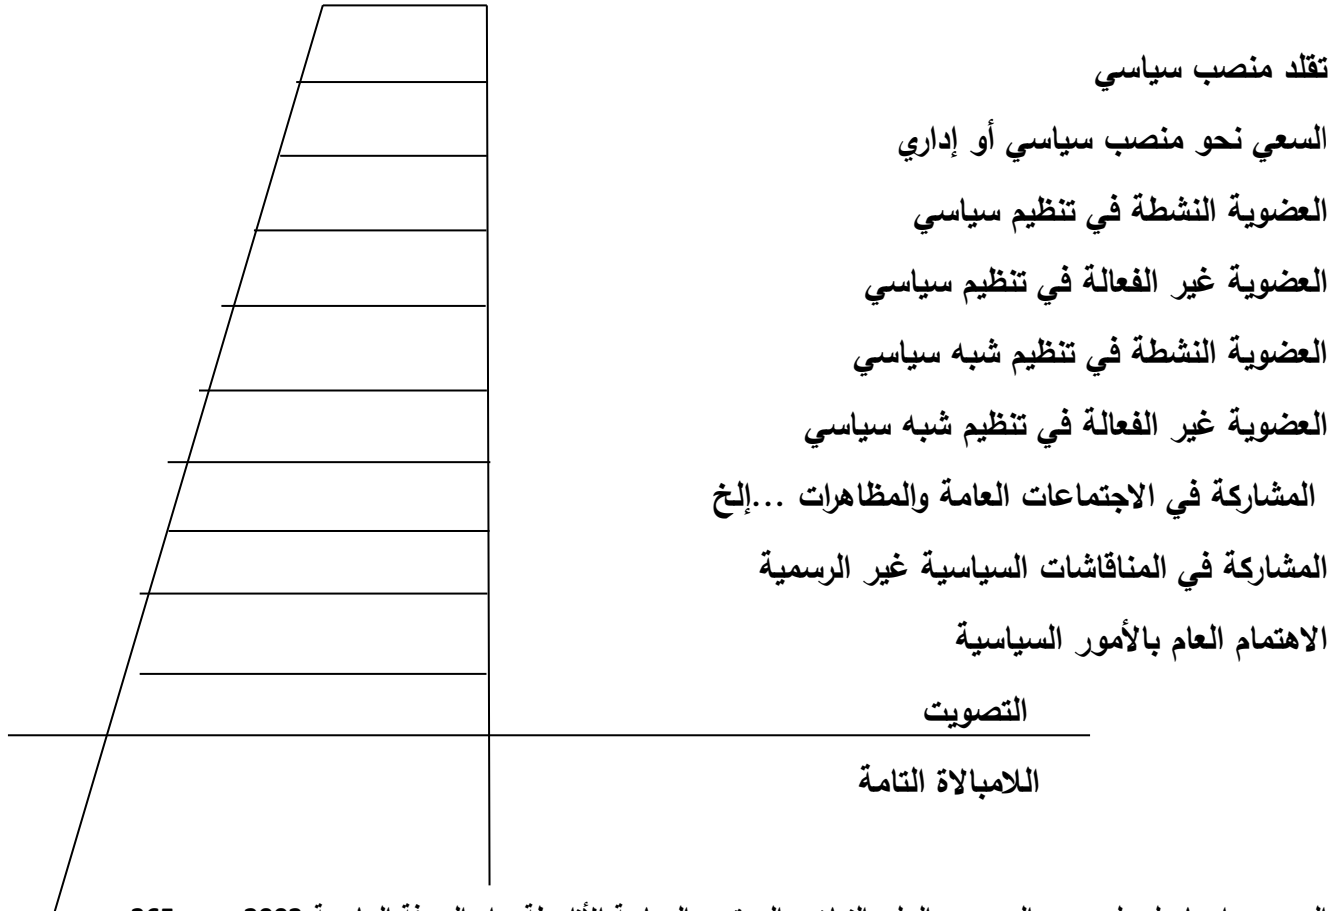 تقلد منصب سياسي
السعي نحو منصب سياسي أو إداري
العضوية النشطة في تنظيم سياسي
العضوية غير الفعالة في تنظيم سياسي
العضوية النشطة في تنظيم شبه سياسي
العضوية غير الفعالة في تنظيم شبه سياسي
المشاركة في الاجتماعات العامة والمظاهرات ...إلخ
المشاركة في المناقشات السياسية غير الرسمية
الاهتمام العام بالأمور السياسية
التصويت
اللامبالاة التامة